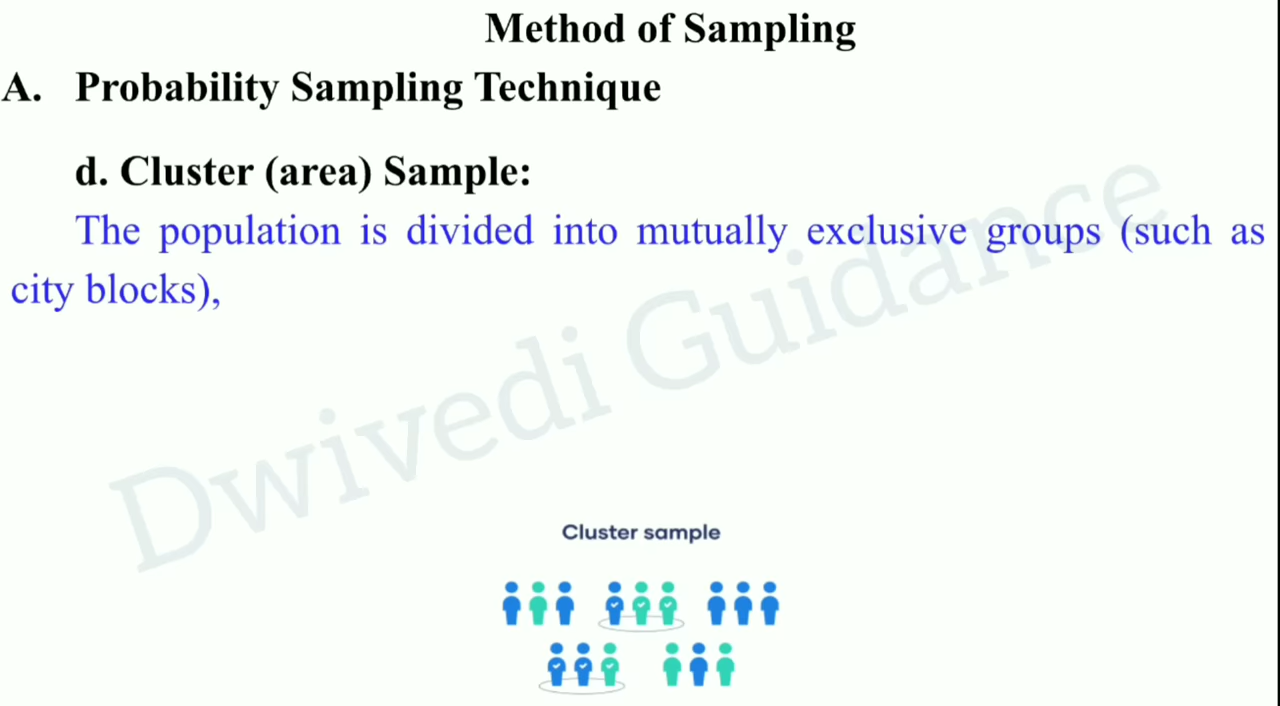 Method of Sampling
A. Probability Sampling Technique
d. Cluster (area) Sample:
The population is divided into mutually exclusive groups (such as
city blocks),
Dwivedi Guidance
Cluster sample